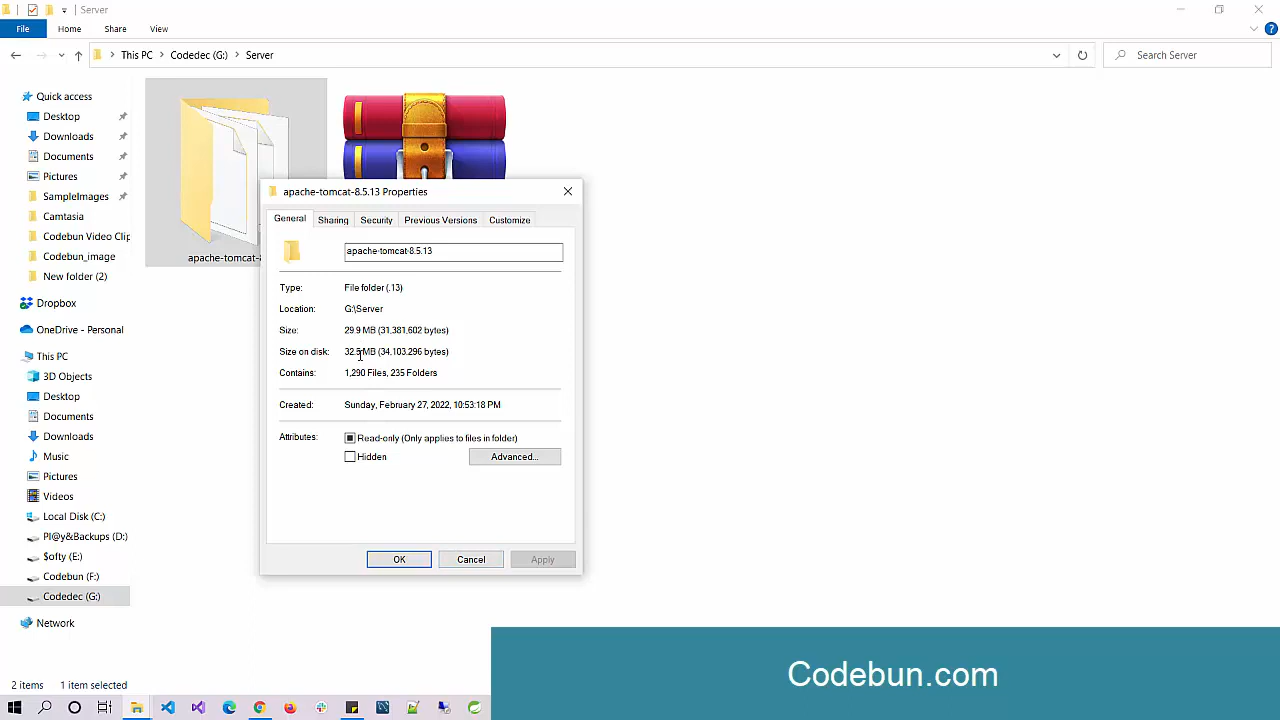 Server
File
Home
Share
View
This PC
Codedec (G:)
Server
Search Server
Quick access
Desktop
Downloads
Documents
Pictures
SampleImages
Camtasia
Codebun Video Clip
Codebun_image
New folder (2)
Dropbox
OneDrive - Personal
This PC
3D Objects
Desktop
Documents
Downloads
Music
Pictures
Videos
Local Disk (C:)
Pl@y&Backups (D:)
$ofty (E:)
Codebun (F:)
Codedec (G:)
Network
apache-tomcat-8
apache-tomcat-8.5.13 Properties
General
Sharing
Security
Previous Versions
Customize
apache-tomcat-8.5.13
Type: File folder (.13)
Location: G:\Server
Size: 29.9 MB (31,381,602 bytes)
Size on disk: 32.5 MB (34,103,296 bytes)
Contains: 1,290 Files, 235 Folders
Created: Sunday, February 27, 2022, 10:53:18 PM
Attributes: Read-only (Only applies to files in folder)
Hidden
Advanced...
OK
Cancel
Apply
2 items
1 item selected
Codebun.com